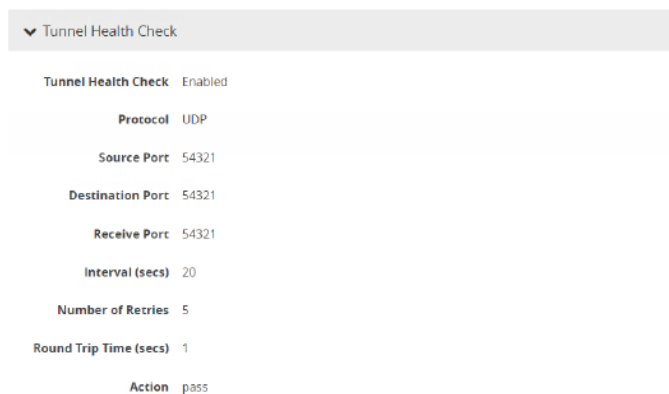 Tunnel Health Check
Tunnel Health Check Enabled
Protocol UDP
Source Port 54321
Destination Port 54321
Receive Port 54321
Interval (secs) 20
Number of Retries 5
Round Trip Time (secs) 1
Action pass